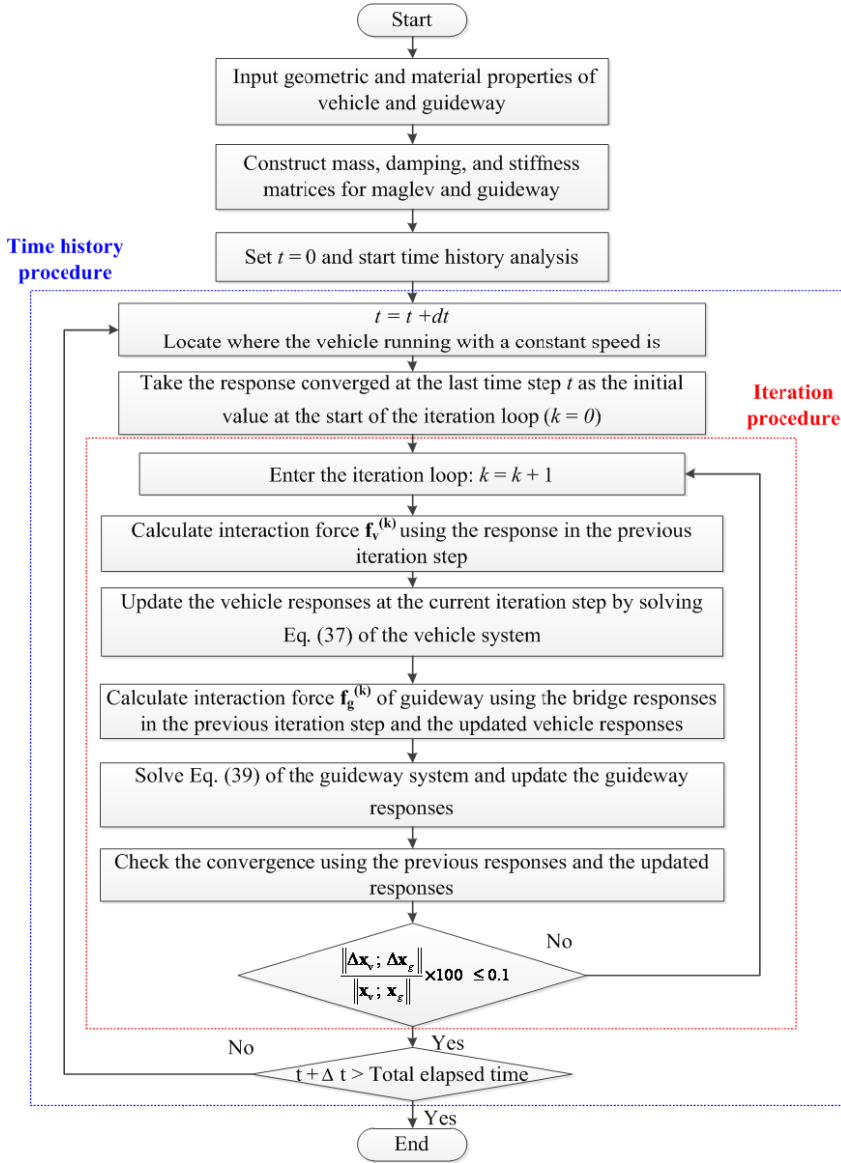 Start
Input geometric and material properties of
vehicle and guideway
Construct mass, damping, and stiffness
matrices for maglev and guideway
Set t = 0 and start time history analysis
Time history
procedure
t = t +dt
Locate where the vehicle running with a constant speed is
Take the response converged at the last time step t as the initial
value at the start of the iteration loop (k = 0)
Iteration
procedure
Enter the iteration loop: k = k + 1
Calculate interaction force f_v^(k) using the response in the previous
iteration step
Update the vehicle responses at the current iteration step by solving
Eq. (37) of the vehicle system
Calculate interaction force f_g^(k) of guideway using the bridge responses
in the previous iteration step and the updated vehicle responses
Solve Eq. (39) of the guideway system and update the guideway
responses
Check the convergence using the previous responses and the updated
responses
No
‖Δx_v ; Δx_g‖
‖x_v ; x_g‖ ×100 ≤ 0.1
Yes
No
t + Δ t > Total elapsed time
Yes
End